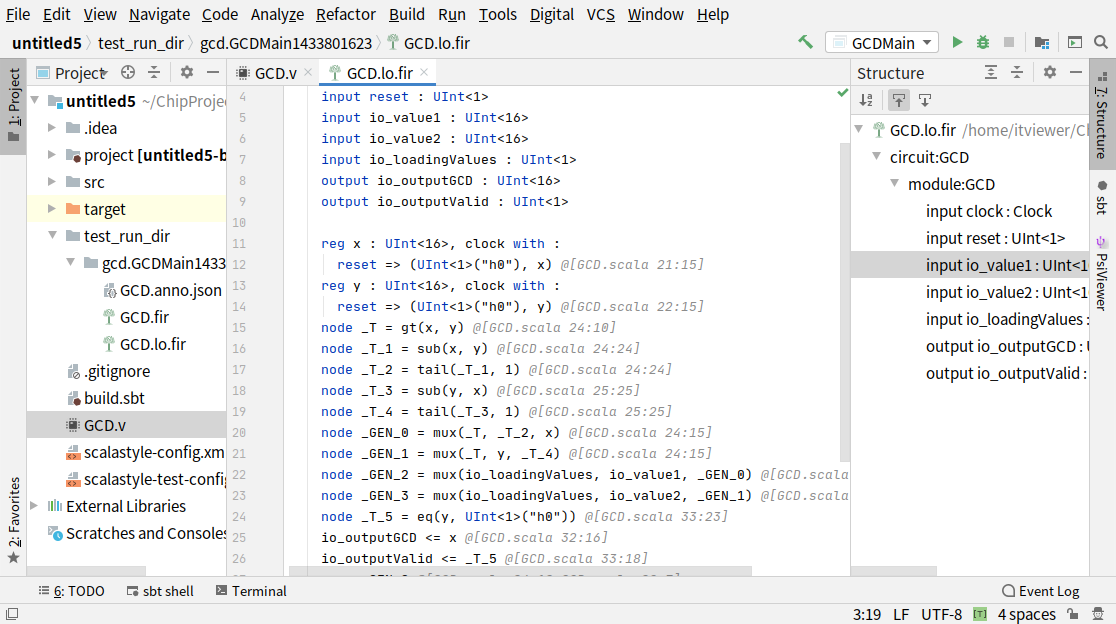 File Edit View Navigate Code Analyze Refactor Build Run Tools Digital VCS Window Help
untitled5 test_run_dir gcd.GCDMain1433801623 GCD.lo.fir GCDMain
1: Project
2: Favorites
Project
untitled5 ~/ChipProje
.idea
project [untitled5-b
src
target
test_run_dir
gcd.GCDMain1433
GCD.anno.json
GCD.fir
GCD.lo.fir
.gitignore
build.sbt
GCD.v
scalastyle-config.xm
scalastyle-test-config
External Libraries
Scratches and Consoles
GCD.v GCD.lo.fir
4 input reset : UInt<1>
5 input io_value1 : UInt<16>
6 input io_value2 : UInt<16>
7 input io_loadingValues : UInt<1>
8 output io_outputGCD : UInt<16>
9 output io_outputValid : UInt<1>
10
11 reg x : UInt<16>, clock with :
12 reset => (UInt<1>("h0"), x) @[GCD.scala 21:15]
13 reg y : UInt<16>, clock with :
14 reset => (UInt<1>("h0"), y) @[GCD.scala 22:15]
15 node _T = gt(x, y) @[GCD.scala 24:10]
16 node _T_1 = sub(x, y) @[GCD.scala 24:24]
17 node _T_2 = tail(_T_1, 1) @[GCD.scala 24:24]
18 node _T_3 = sub(y, x) @[GCD.scala 25:25]
19 node _T_4 = tail(_T_3, 1) @[GCD.scala 25:25]
20 node _GEN_0 = mux(_T, _T_2, x) @[GCD.scala 24:15]
21 node _GEN_1 = mux(_T, y, _T_4) @[GCD.scala 24:15]
22 node _GEN_2 = mux(io_loadingValues, io_value1, _GEN_0) @[GCD.scala
23 node _GEN_3 = mux(io_loadingValues, io_value2, _GEN_1) @[GCD.scala
24 node _T_5 = eq(y, UInt<1>("h0")) @[GCD.scala 33:23]
25 io_outputGCD <= x @[GCD.scala 32:16]
26 io_outputValid <= _T_5 @[GCD.scala 33:18]
Structure
GCD.lo.fir /home/itviewer/Ch
circuit:GCD
module:GCD
input clock : Clock
input reset : UInt<1>
input io_value1 : UInt<16
input io_value2 : UInt<16
input io_loadingValues :
output io_outputGCD : U
output io_outputValid :
7: Structure
sbt
PsiViewer
6: TODO sbt shell Terminal Event Log
3:19 LF UTF-8 [T] 4 spaces